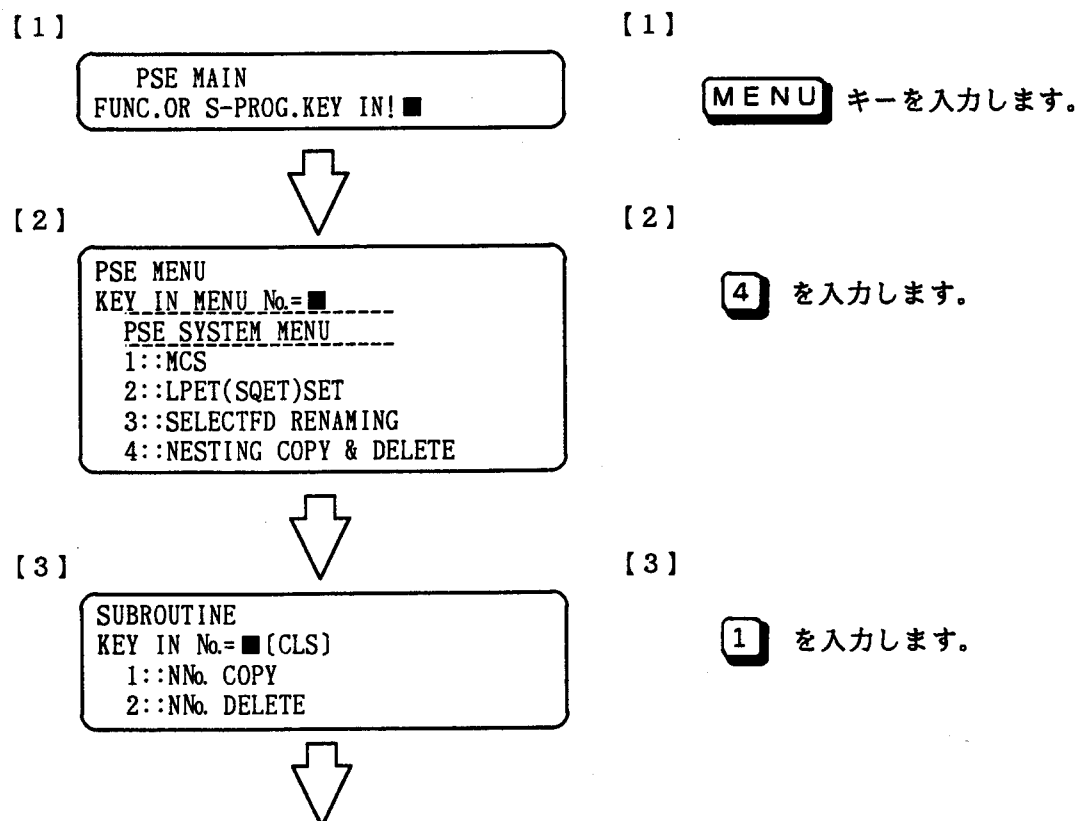 【1】
PSE MAIN
FUNC.OR S-PROG.KEY IN!■
【1】
MENU キーを入力します。
【2】
PSE MENU
KEY IN MENU No.=■
PSE SYSTEM MENU
1::MCS
2::LPET(SQET)SET
3::SELECTFD RENAMING
4::NESTING COPY & DELETE
【2】
4 を入力します。
【3】
SUBROUTINE
KEY IN No.=■[CLS]
1::NNo. COPY
2::NNo. DELETE
【3】
1 を入力します。